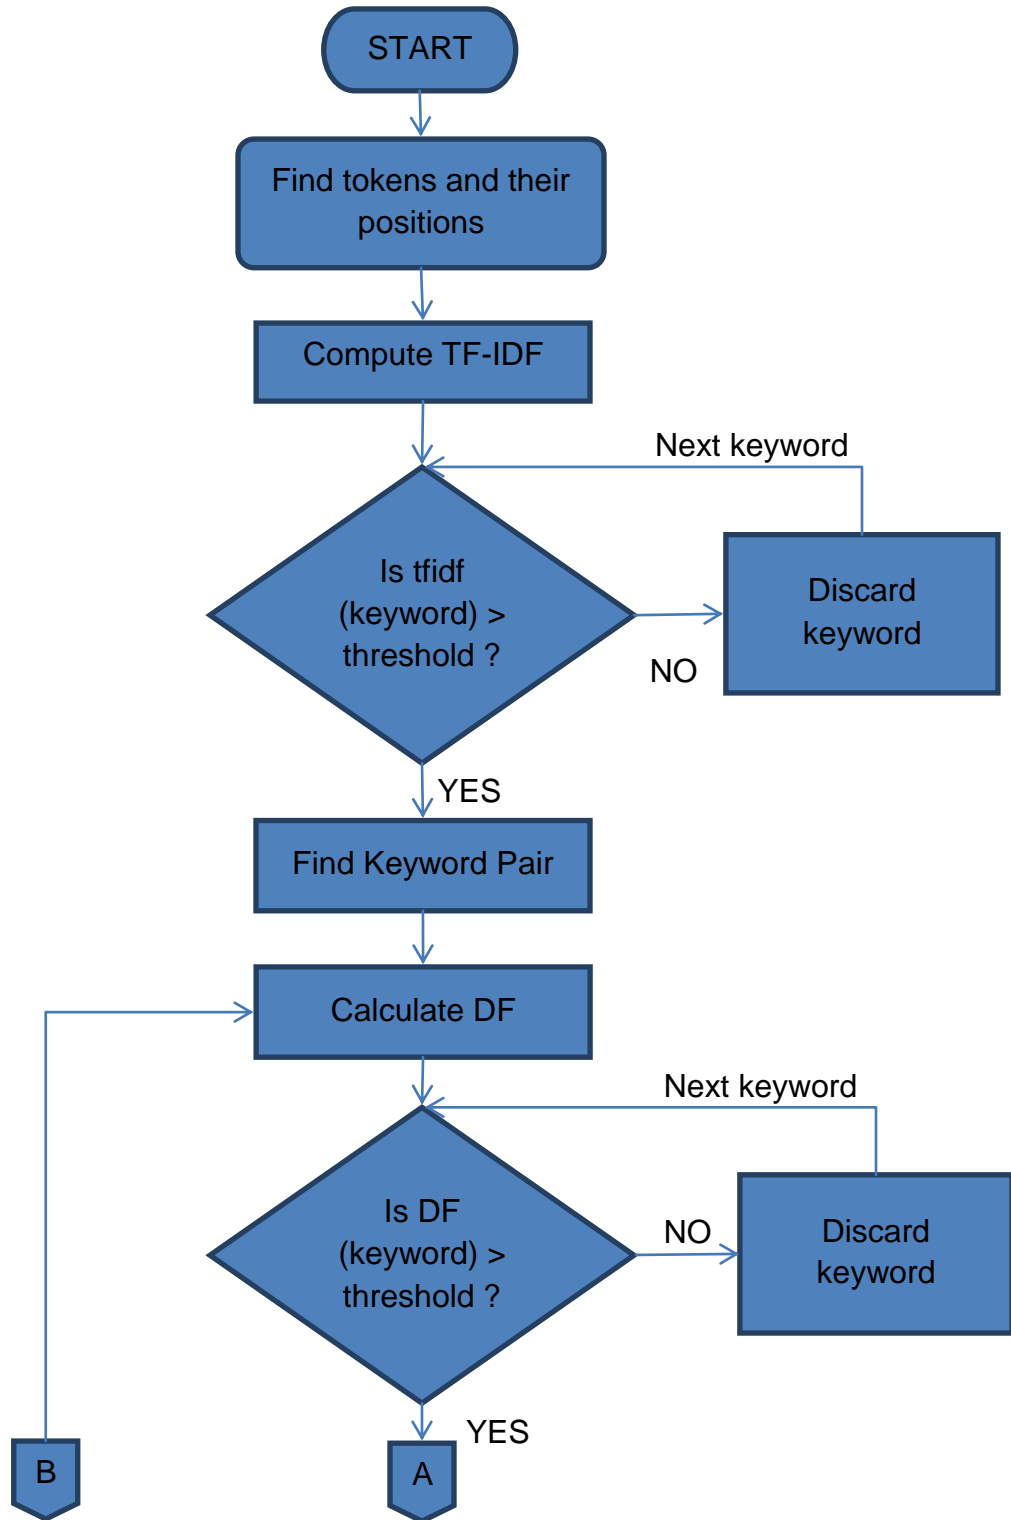 START
Find tokens and their
positions
Compute TF-IDF
Next keyword
Is tfidf
(keyword) >
threshold ?
Discard
keyword
NO
YES
Find Keyword Pair
Calculate DF
Next keyword
Is DF
(keyword) >
threshold ?
NO
Discard
keyword
YES
B
A